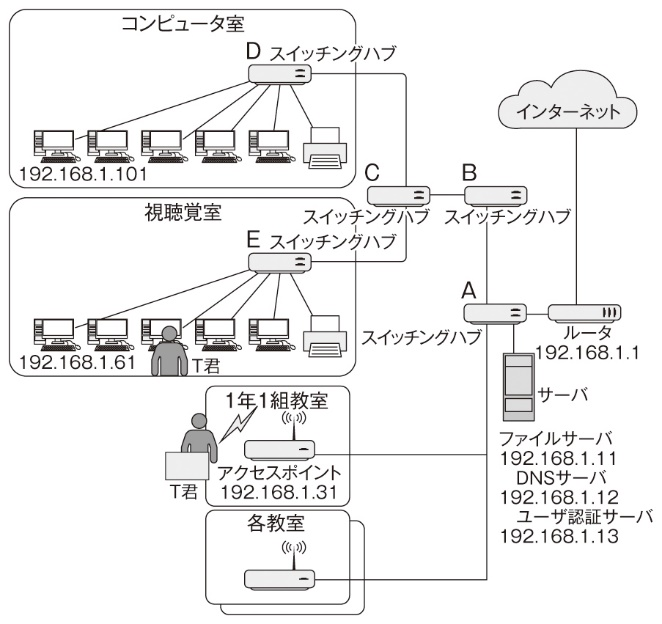 コンピュータ室
D スイッチングハブ
192.168.1.101
インターネット
C
スイッチングハブ
B
スイッチングハブ
視聴覚室
E スイッチングハブ
192.168.1.61
T君
A
スイッチングハブ
ルータ
192.168.1.1
サーバ
ファイルサーバ
192.168.1.11
DNSサーバ
192.168.1.12
ユーザ認証サーバ
192.168.1.13
1年1組教室
T君
アクセスポイント
192.168.1.31
各教室